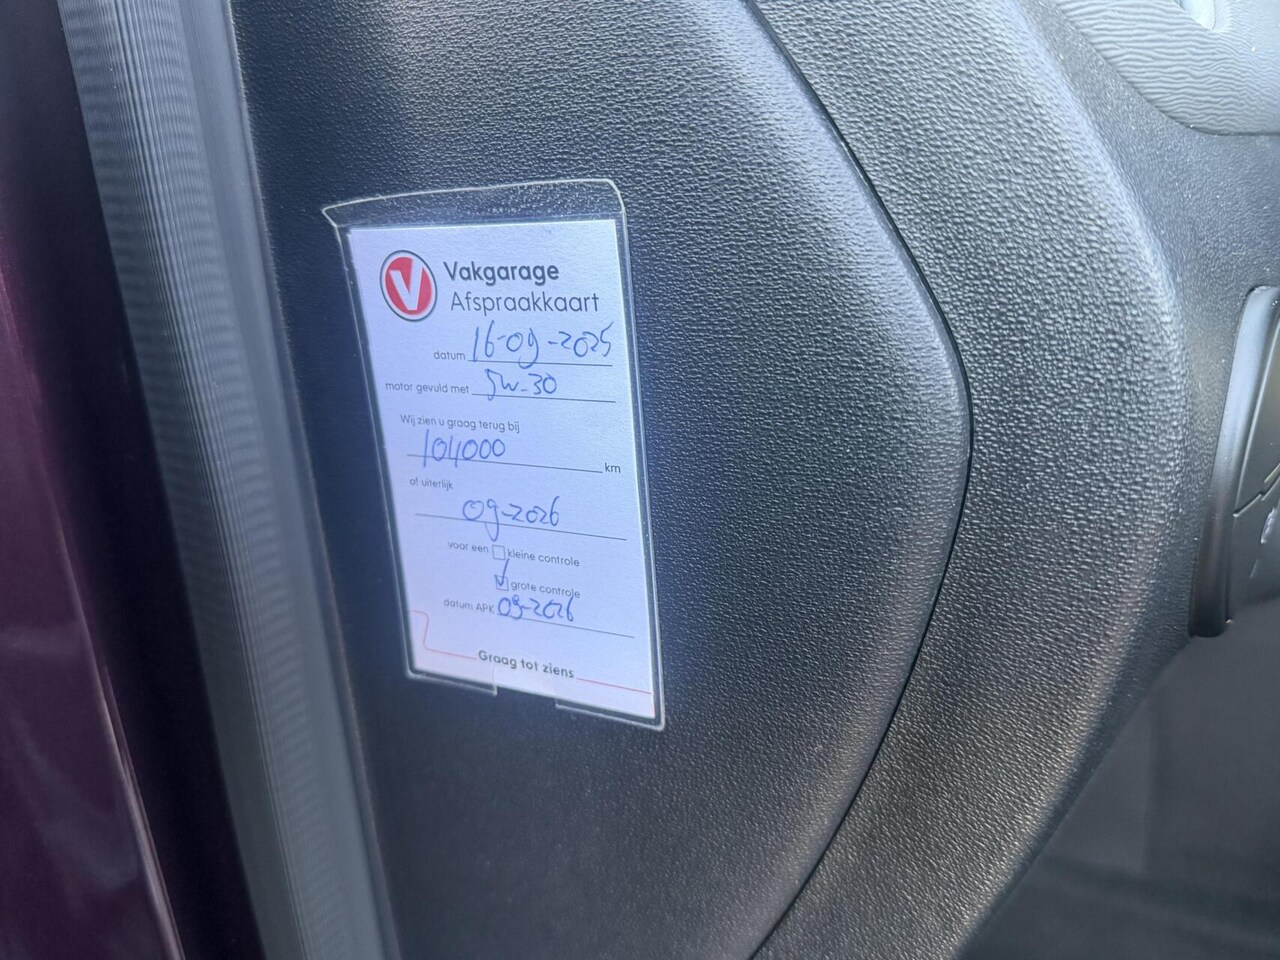 V Vakgarage
Afspraakkaart
datum 16-09-2025
motor gevuld met 5W-30
Wij zien u graag terug bij
104000 km
of uiterlijk
09-2026
voor een kleine controle
grote controle
datum APK 09-2026
Graag tot ziens